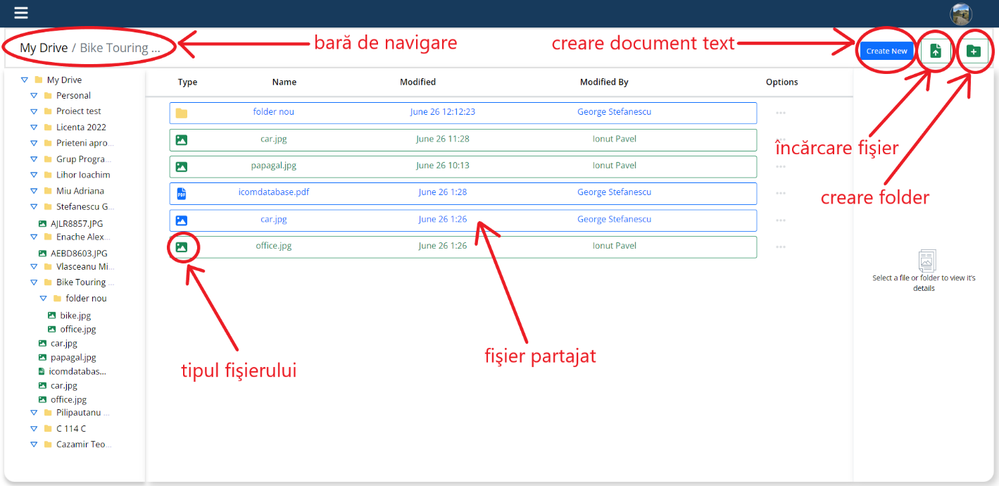 My Drive / Bike Touring ...
bară de navigare
creare document text
Create New
My Drive
Personal
Proiect test
Licenta 2022
Prieteni apro...
Grup Progra...
Lihor Ioachim
Miu Adriana
Stefanescu G...
AJLR8857.JPG
Enache Alex...
AEBD8603.JPG
Vlasceanu Mi...
Bike Touring ...
folder nou
bike.jpg
office.jpg
car.jpg
papagal.jpg
icomdatabas...
car.jpg
office.jpg
Pilipautanu ...
C 114 C
Cazamir Teo...
Type Name Modified Modified By Options
folder nou June 26 12:12:23 George Stefanescu ...
car.jpg June 26 11:28 Ionut Pavel ...
papagal.jpg June 26 10:13 Ionut Pavel ...
PDF icomdatabase.pdf June 26 1:28 George Stefanescu ...
car.jpg June 26 1:26 George Stefanescu ...
office.jpg June 26 1:26 Ionut Pavel ...
tipul fişierului
fişier partajat
încărcare fişier
creare folder
Select a file or folder to view it's
details